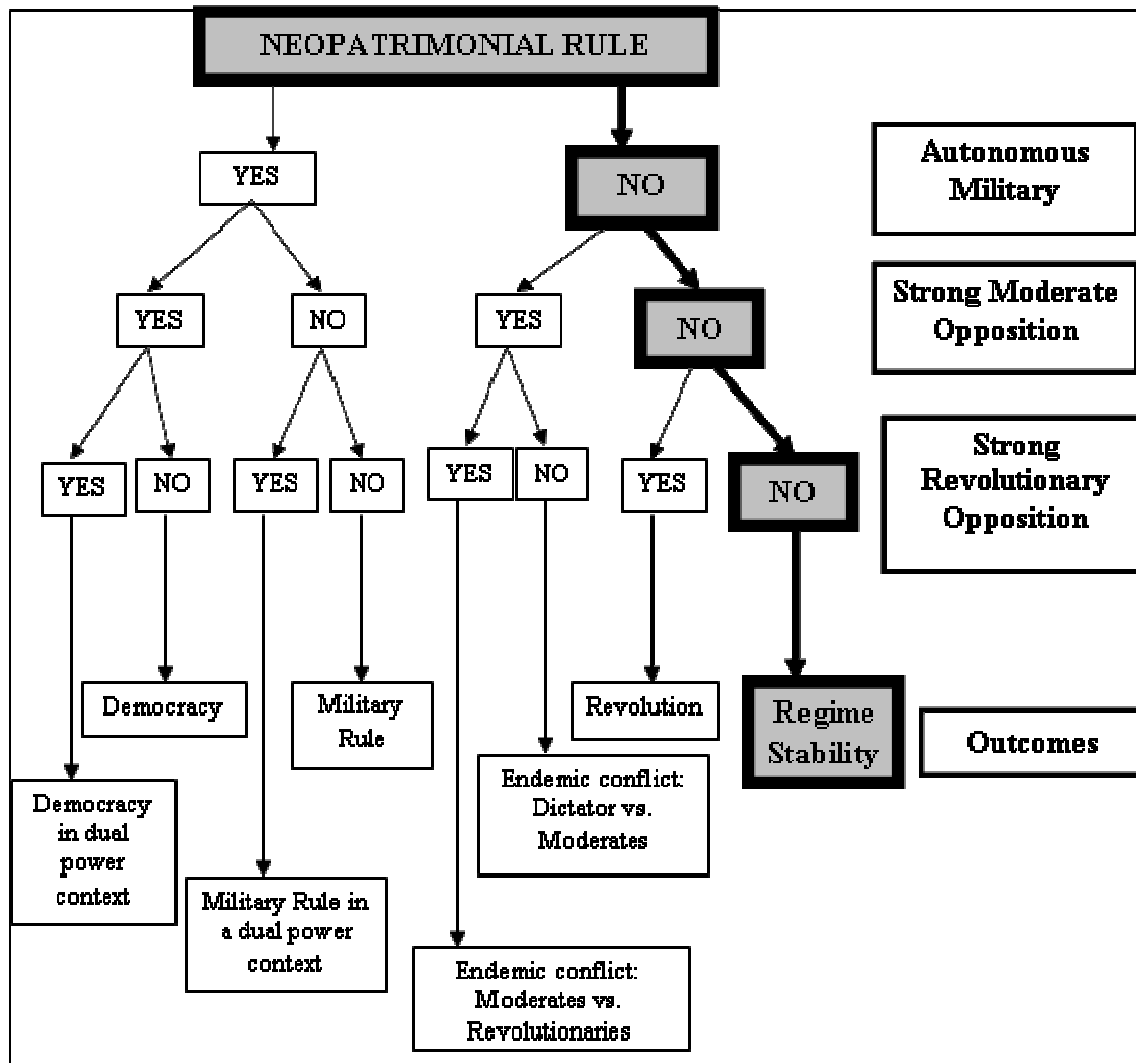 NEOPATRIMONIAL RULE
YES
NO
Autonomous
Military
YES
NO
YES
NO
Strong Moderate
Opposition
YES
NO
YES
NO
YES
NO
YES
NO
Strong
Revolutionary
Opposition
Democracy
Military
Rule
Revolution
Regime
Stability
Outcomes
Democracy
in dual
power
context
Endemic conflict:
Dictator vs.
Moderates
Military Rule in
a dual power
context
Endemic conflict:
Moderates vs.
Revolutionaries